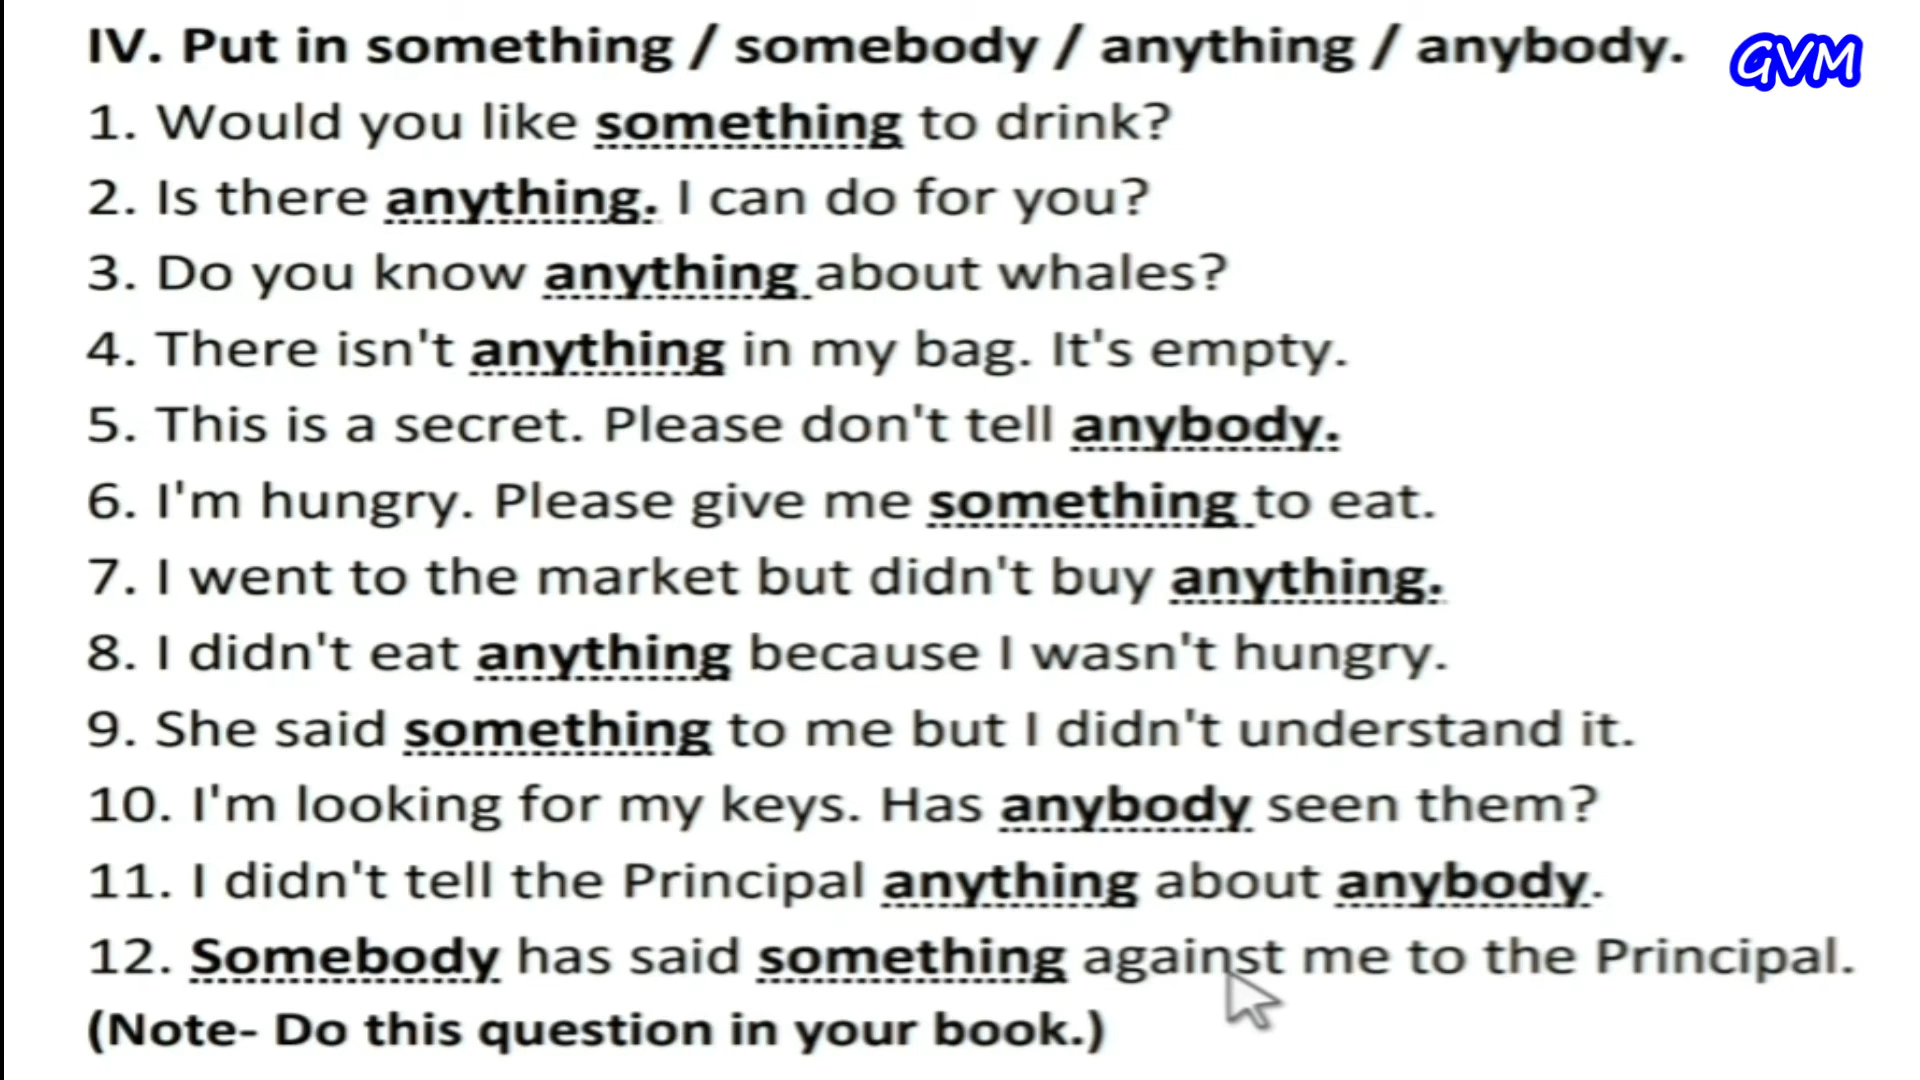 IV. Put in something / somebody / anything / anybody.
GVM
1. Would you like something to drink?
2. Is there anything. I can do for you?
3. Do you know anything about whales?
4. There isn't anything in my bag. It's empty.
5. This is a secret. Please don't tell anybody.
6. I'm hungry. Please give me something to eat.
7. I went to the market but didn't buy anything.
8. I didn't eat anything because I wasn't hungry.
9. She said something to me but I didn't understand it.
10. I'm looking for my keys. Has anybody seen them?
11. I didn't tell the Principal anything about anybody.
12. Somebody has said something against me to the Principal.
(Note- Do this question in your book.)